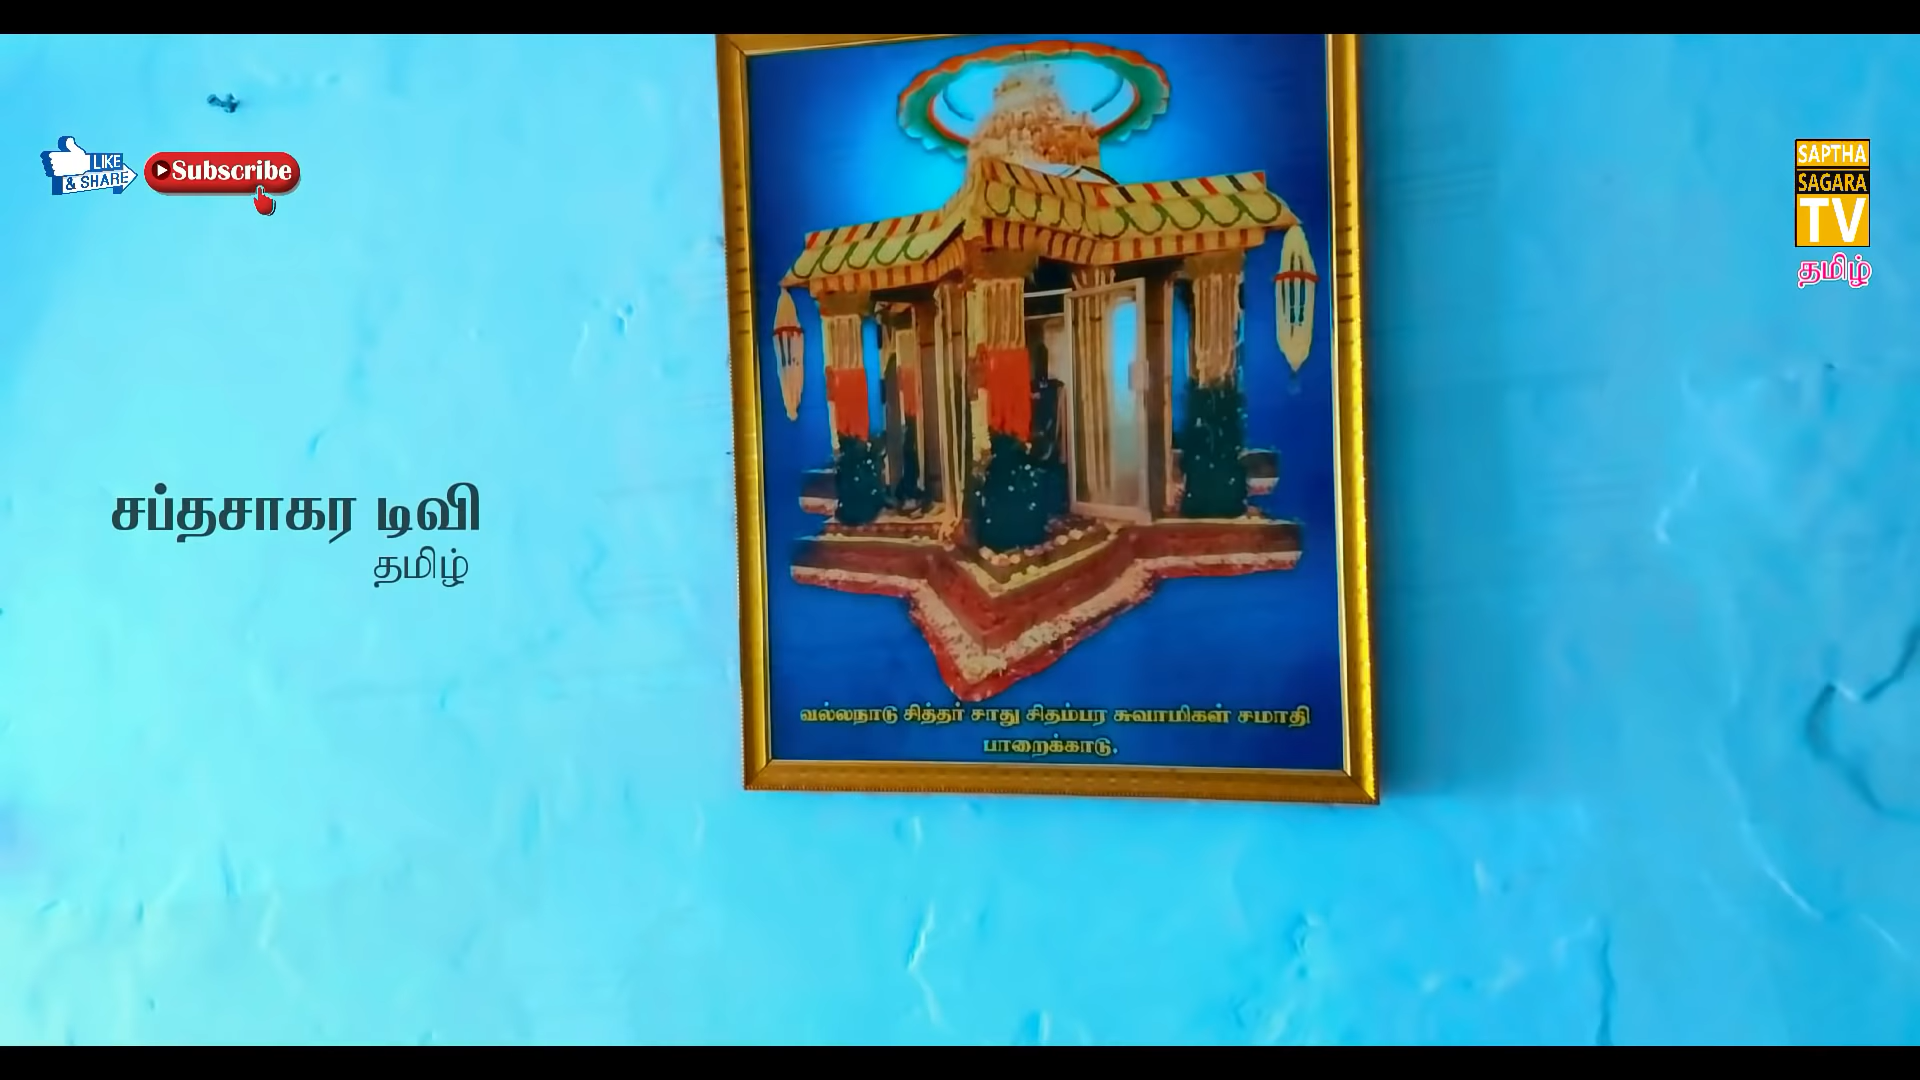 LIKE
& SHARE
Subscribe
SAPTHA
SAGARA
TV
தமிழ்
சப்தசாகர டிவி
தமிழ்
வல்லநாடு சித்தர் சாது சிதம்பர சுவாமிகள் சமாதி
பாறைக்காடு.